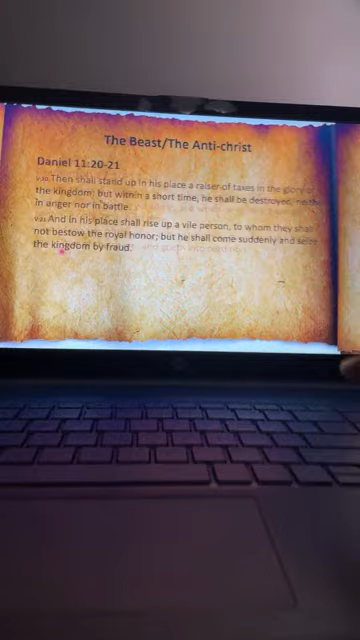 The Beast/The Anti-christ
Daniel 11:20-21
v.20 Then shall stand up in his place a raiser of taxes in the glory of
the kingdom; but within a short time, he shall be destroyed,
in anger nor in battle.
v.21 And in his place shall rise up a vile person, to whom they shall
not bestow the royal honor; but he shall come suddenly and seize
the kingdom by fraud.